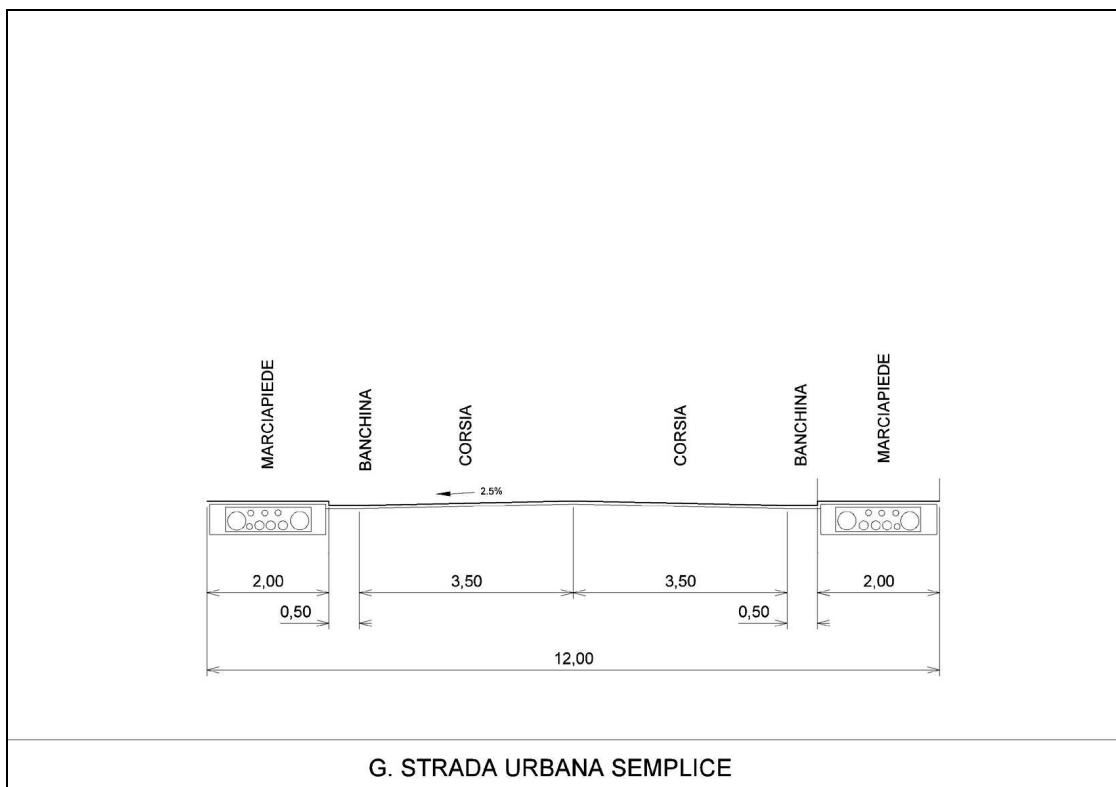 MARCIAPIEDE
BANCHINA
CORSIA
CORSIA
BANCHINA
MARCIAPIEDE
2.5%
2,00
3,50
3,50
2,00
0,50
0,50
12,00
G. STRADA URBANA SEMPLICE